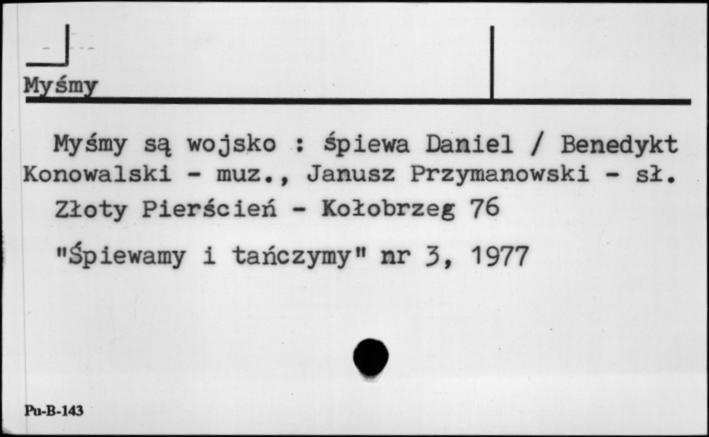 Myśmy
Myśmy są wojsko : śpiewa Daniel / Benedykt
Konowalski - muz., Janusz Przymanowski - sł.
Złoty Pierścień - Kołobrzeg 76
"Śpiewamy i tańczymy" nr 3, 1977
Pu-B-143